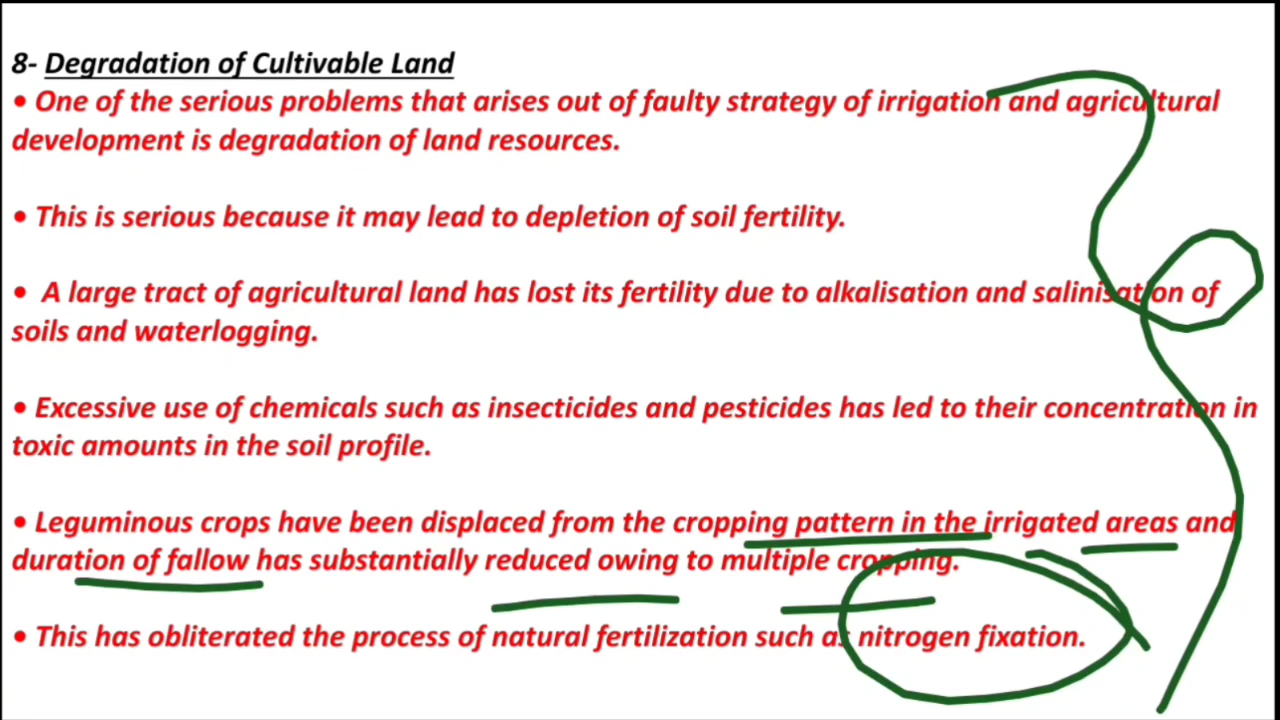 8- Degradation of Cultivable Land
• One of the serious problems that arises out of faulty strategy of irrigation and agricultural
development is degradation of land resources.
• This is serious because it may lead to depletion of soil fertility.
• A large tract of agricultural land has lost its fertility due to alkalisation and salinisation of
soils and waterlogging.
• Excessive use of chemicals such as insecticides and pesticides has led to their concentration in
toxic amounts in the soil profile.
• Leguminous crops have been displaced from the cropping pattern in the irrigated areas and
duration of fallow has substantially reduced owing to multiple cropping.
• This has obliterated the process of natural fertilization such as nitrogen fixation.